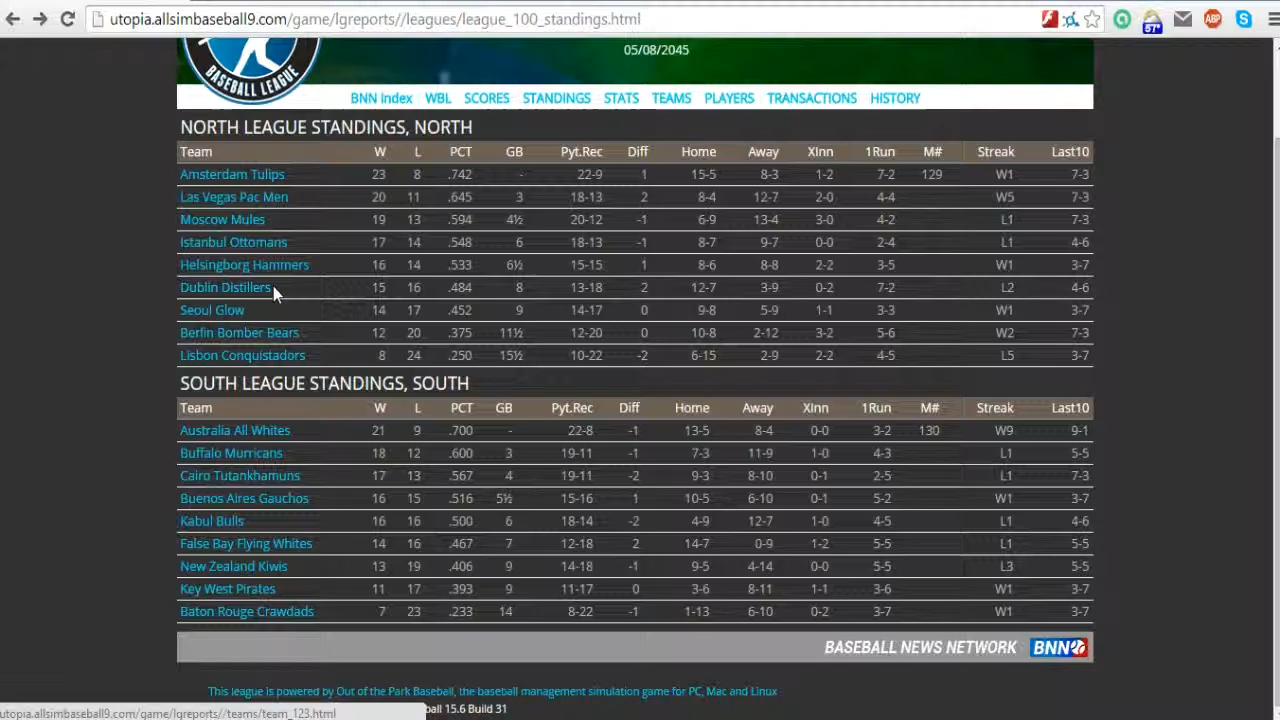 utopia.allsimbaseball9.com/game/lgreports//leagues/league_100_standings.html
57°
ABP
BASEBALL LEAGUE
05/08/2045
BNN Index WBL SCORES STANDINGS STATS TEAMS PLAYERS TRANSACTIONS HISTORY
NORTH LEAGUE STANDINGS, NORTH
Team W L PCT GB Pyt.Rec Diff Home Away XInn 1Run M# Streak Last10
Amsterdam Tulips 23 8 .742 - 22-9 1 15-5 8-3 1-2 7-2 129 W1 7-3
Las Vegas Pac Men 20 11 .645 3 18-13 2 8-4 12-7 2-0 4-4 W5 7-3
Moscow Mules 19 13 .594 4½ 20-12 -1 6-9 13-4 3-0 4-2 L1 7-3
Istanbul Ottomans 17 14 .548 6 18-13 -1 8-7 9-7 0-0 2-4 L1 4-6
Helsingborg Hammers 16 14 .533 6½ 15-15 1 8-6 8-8 2-2 3-5 W1 3-7
Dublin Distillers 15 16 .484 8 13-18 2 12-7 3-9 0-2 7-2 L2 4-6
Seoul Glow 14 17 .452 9 14-17 0 9-8 5-9 1-1 3-3 W1 3-7
Berfin Bomber Bears 12 20 .375 11½ 12-20 0 10-8 2-12 3-2 5-6 W2 7-3
Lisbon Conquistadors 8 24 .250 15½ 10-22 -2 6-15 2-9 2-2 4-5 L5 3-7
SOUTH LEAGUE STANDINGS, SOUTH
Team W L PCT GB Pyt.Rec Diff Home Away XInn 1Run M# Streak Last10
Australia All Whites 21 9 .700 - 22-8 -1 13-5 8-4 0-0 3-2 130 W9 9-1
Buffalo Murricans 18 12 .600 3 19-11 -1 7-3 11-9 1-0 4-3 L1 5-5
Cairo Tutankhamuns 17 13 .567 4 19-11 -2 9-3 8-10 0-1 2-5 L1 7-3
Buenos Aires Gauchos 16 15 .516 5½ 15-16 1 10-5 6-10 0-1 5-2 W1 3-7
Kabul Bulls 16 16 .500 6 18-14 -2 4-9 12-7 1-0 4-5 L1 4-6
False Bay Flying Whites 14 16 .467 7 12-18 2 14-7 0-9 1-2 5-5 L1 5-5
New Zealand Kiwis 13 19 .406 9 14-18 -1 9-5 4-14 0-0 5-5 L3 5-5
Key West Pirates 11 17 .393 9 11-17 0 3-6 8-11 1-1 3-6 W1 3-7
Baton Rouge Crawdads 7 23 .233 14 8-22 -1 1-13 6-10 0-2 3-7 W1 3-7
BASEBALL NEWS NETWORK BNN
This league is powered by Out of the Park Baseball, the baseball management simulation game for PC, Mac and Linux
utopia.allsimbaseball9.com/game/lgreports//teams/team_123.html
ball 15.6 Build 31